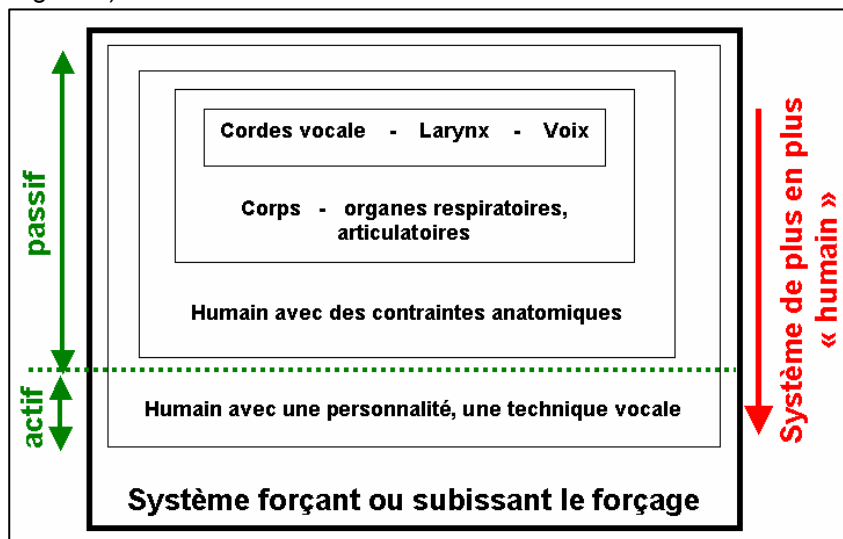 Cordes vocale - Larynx - Voix
Corps - organes respiratoires,
articulatoires
Humain avec des contraintes anatomiques
Humain avec une personnalité, une technique vocale
Système forçant ou subissant le forçage
passif
actif
Système de plus en plus
« humain »